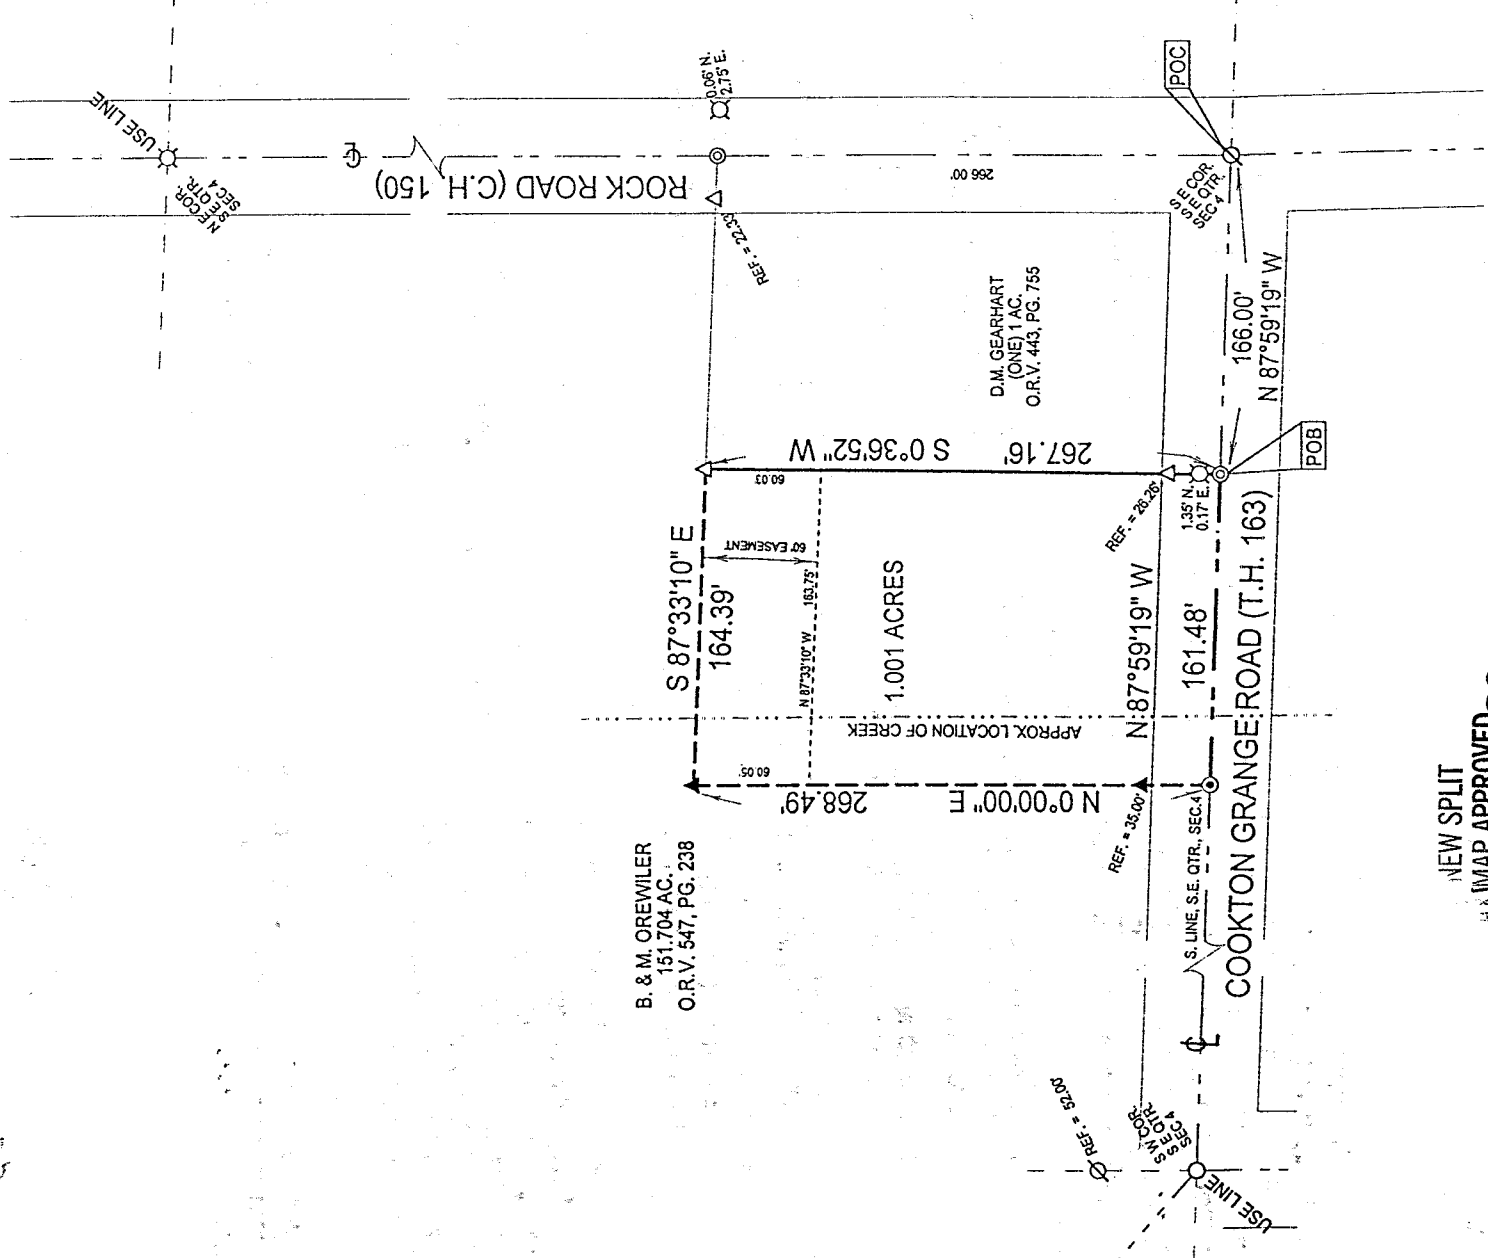 USE LINE
N E COR.
S E QTR.
SEC 4
ROCK ROAD (C.H. 150)
0.06' N.
2.75' E.
REF. = 22.33'
266.00'
POC
S E COR.
S E QTR.
SEC 4
D.M. GEARHART
(ONE) 1 AC.
O.R.V. 443, PG. 755
166.00'
N 87°59'19" W
POB
S 0°36'52" W
267.16'
60.03'
S 87°33'10" E
164.39'
60' EASEMENT
N 87°33'10" W 163.75'
1.001 ACRES
REF. = 26.26'
1.35' N.
0.17' E.
N 87°59'19" W
161.48'
COOKTON GRANGE ROAD (T.H. 163)
APPROX. LOCATION OF CREEK
60.05'
N 0°00'00" E
268.49'
REF. = 35.00'
S. LINE, S.E. QTR., SEC.4
B. & M. OREWILER
151.704 AC.
O.R.V. 547, PG. 238
REF. = 52.00'
S W COR.
S E QTR.
SEC 4
USE LINE
NEW SPLIT
MAP APPROVED